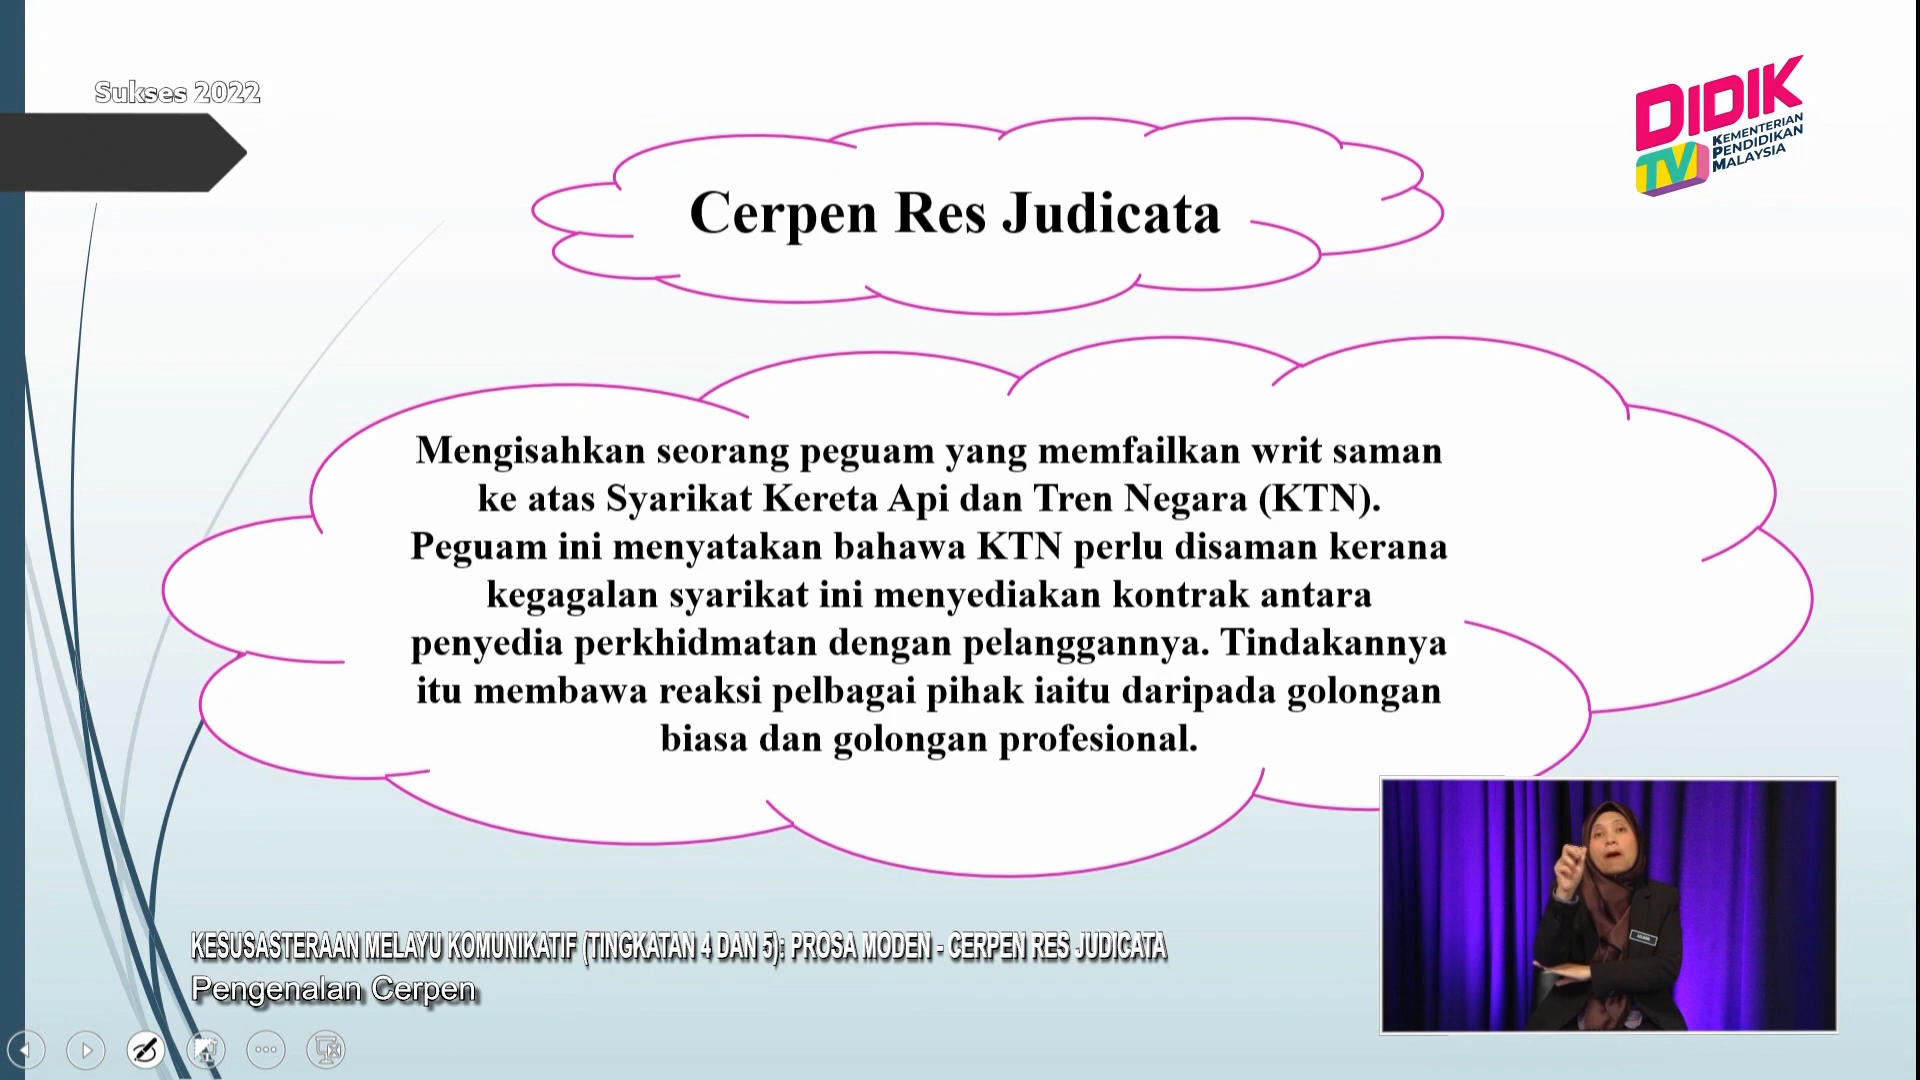 Sukses 2022
DIDIK
TV
KEMENTERIAN
PENDIDIKAN
MALAYSIA
Cerpen Res Judicata
Mengisahkan seorang peguam yang memfailkan writ saman
ke atas Syarikat Kereta Api dan Tren Negara (KTN).
Peguam ini menyatakan bahawa KTN perlu disaman kerana
kegagalan syarikat ini menyediakan kontrak antara
penyedia perkhidmatan dengan pelanggannya. Tindakannya
itu membawa reaksi pelbagai pihak iaitu daripada golongan
biasa dan golongan profesional.
KESUSASTERAAN MELAYU KOMUNIKATIF (TINGKATAN 4 DAN 5): PROSA MODEN - CERPEN RES JUDICATA
Pengenalan Cerpen